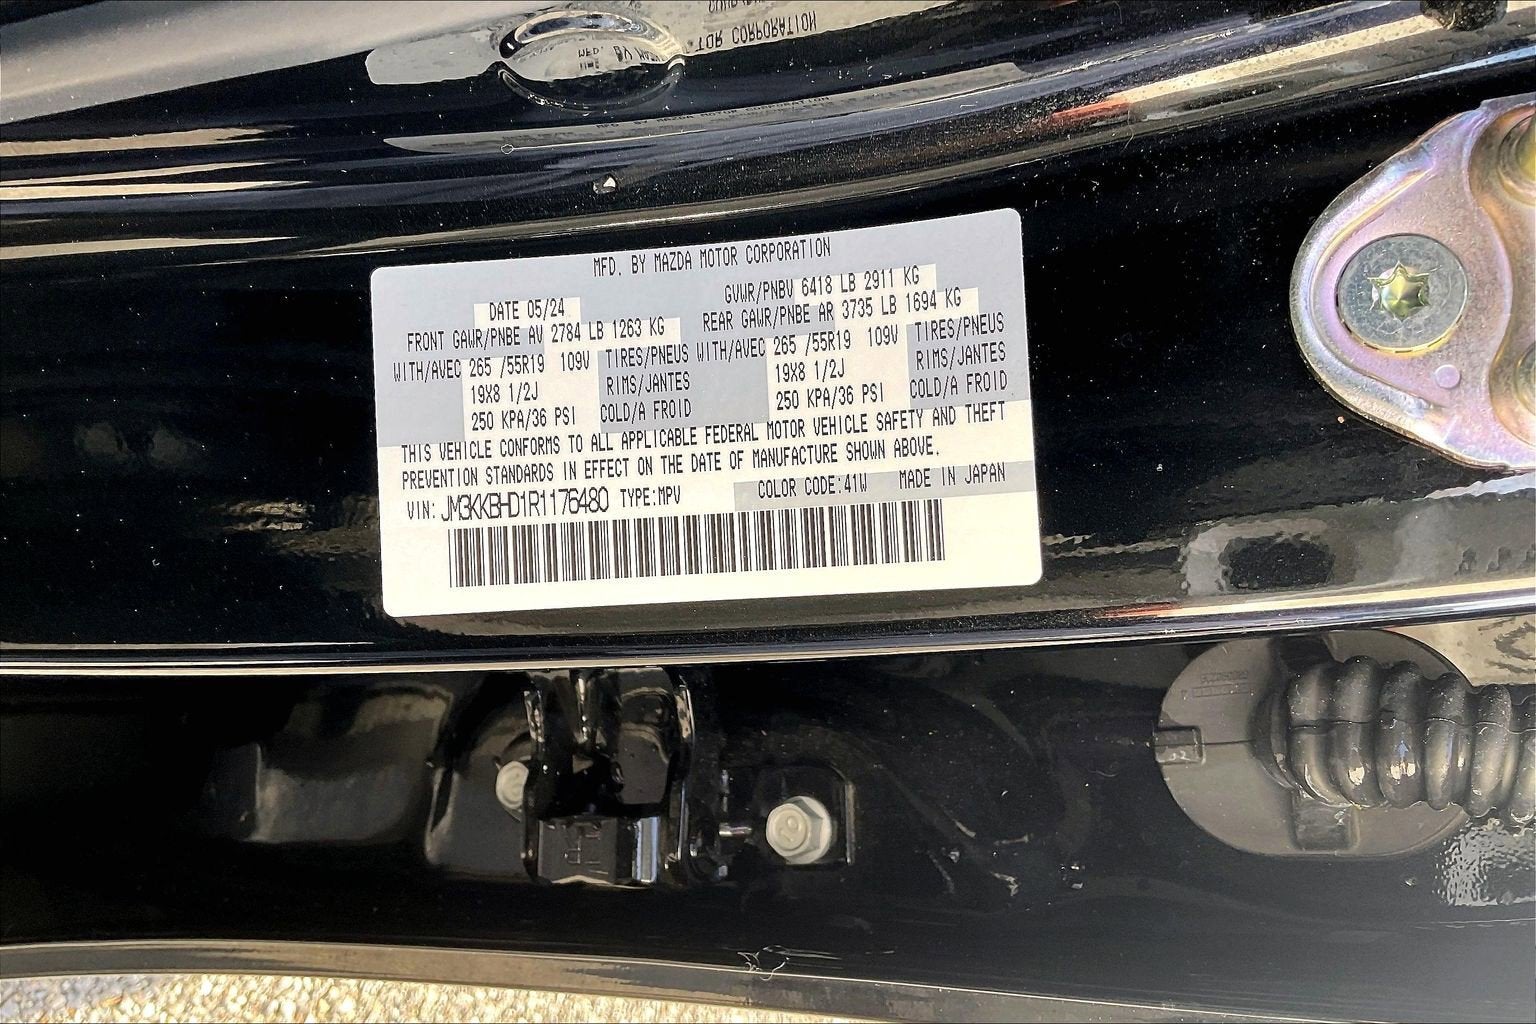 MFD. BY MAZDA MOTOR CORPORATION
DATE 05/24
GVWR/PNBV 6418 LB 2911 KG
FRONT GAWR/PNBE AV 2784 LB 1263 KG
REAR GAWR/PNBE AR 3735 LB 1694 KG
WITH/AVEC 265 /55R19 109V TIRES/PNEUS WITH/AVEC 265 /55R19 109V TIRES/PNEUS
19X8 1/2J RIMS/JANTES 19X8 1/2J RIMS/JANTES
250 KPA/36 PSI COLD/A FROID 250 KPA/36 PSI COLD/A FROID
THIS VEHICLE CONFORMS TO ALL APPLICABLE FEDERAL MOTOR VEHICLE SAFETY AND THEFT
PREVENTION STANDARDS IN EFFECT ON THE DATE OF MANUFACTURE SHOWN ABOVE.
VIN: JM3KKBHD1R1176480 TYPE:MPV COLOR CODE:41W MADE IN JAPAN
10